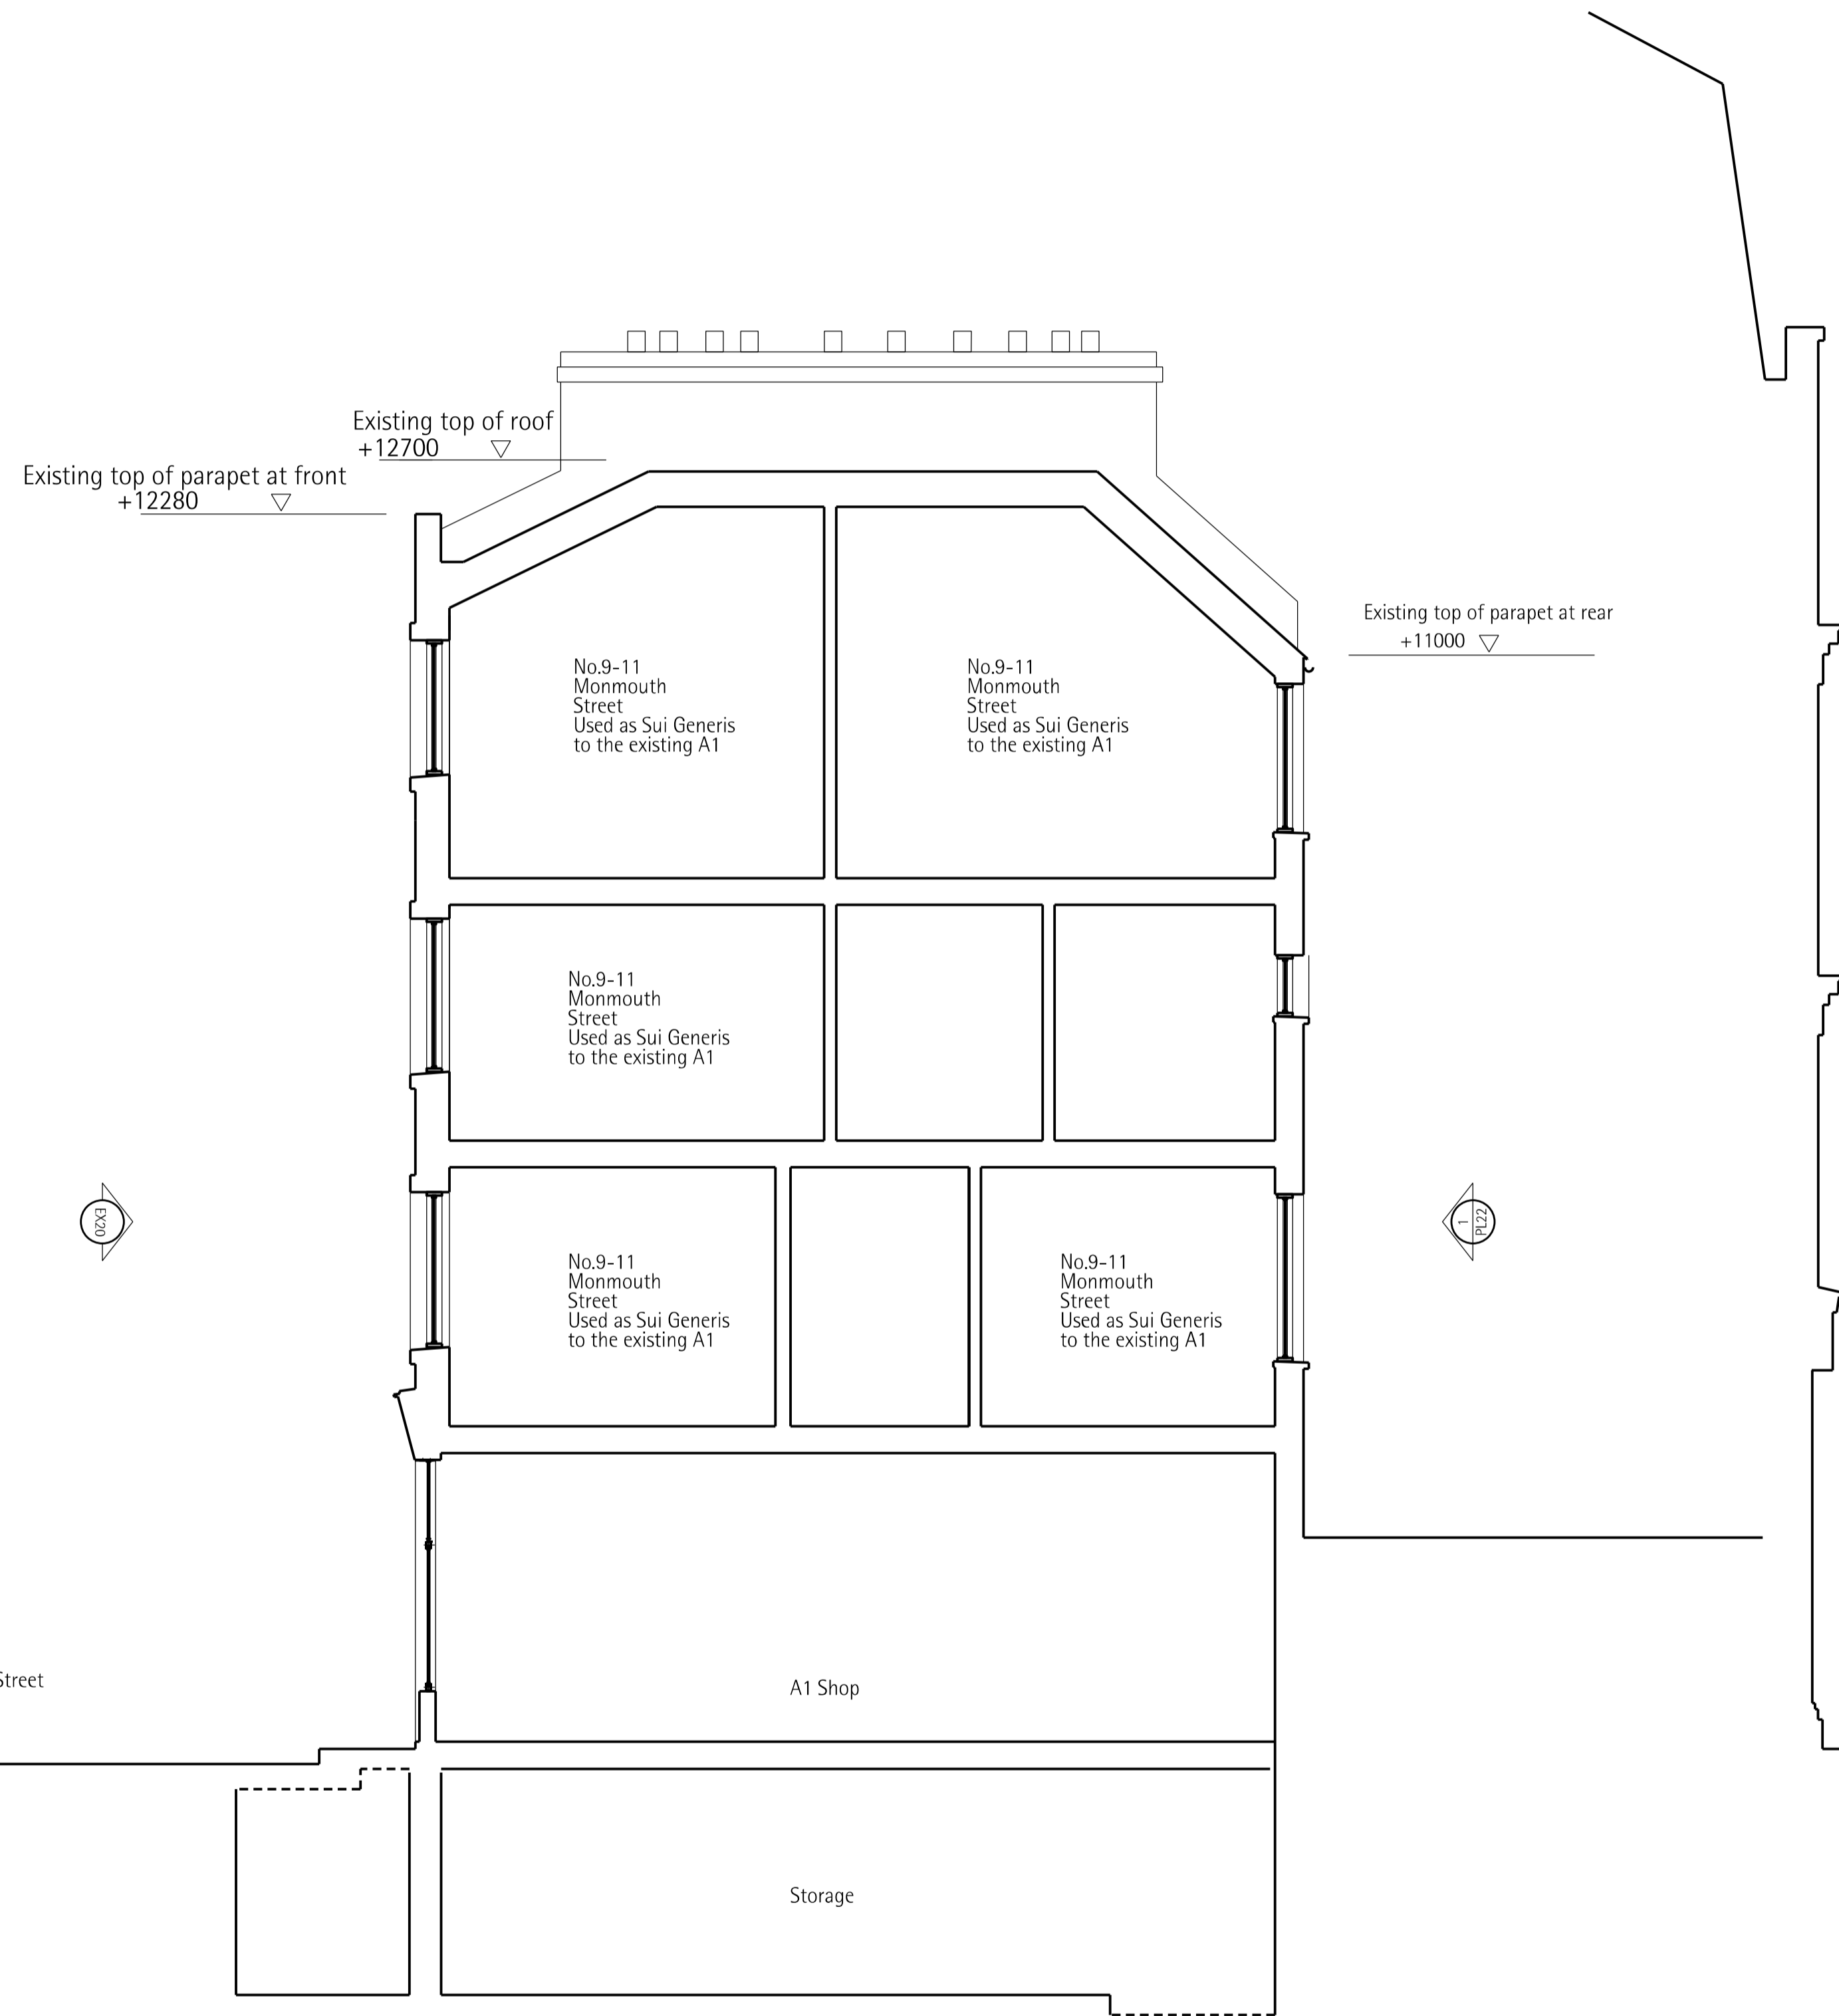 Existing top of roof
+12700
Existing top of parapet at front
+12280
Existing top of parapet at rear
+11000
No.9-11
Monmouth
Street
Used as Sui Generis
to the existing A1
No.9-11
Monmouth
Street
Used as Sui Generis
to the existing A1
No.9-11
Monmouth
Street
Used as Sui Generis
to the existing A1
EX20
1
PL22
No.9-11
Monmouth
Street
Used as Sui Generis
to the existing A1
No.9-11
Monmouth
Street
Used as Sui Generis
to the existing A1
Street
A1 Shop
Storage